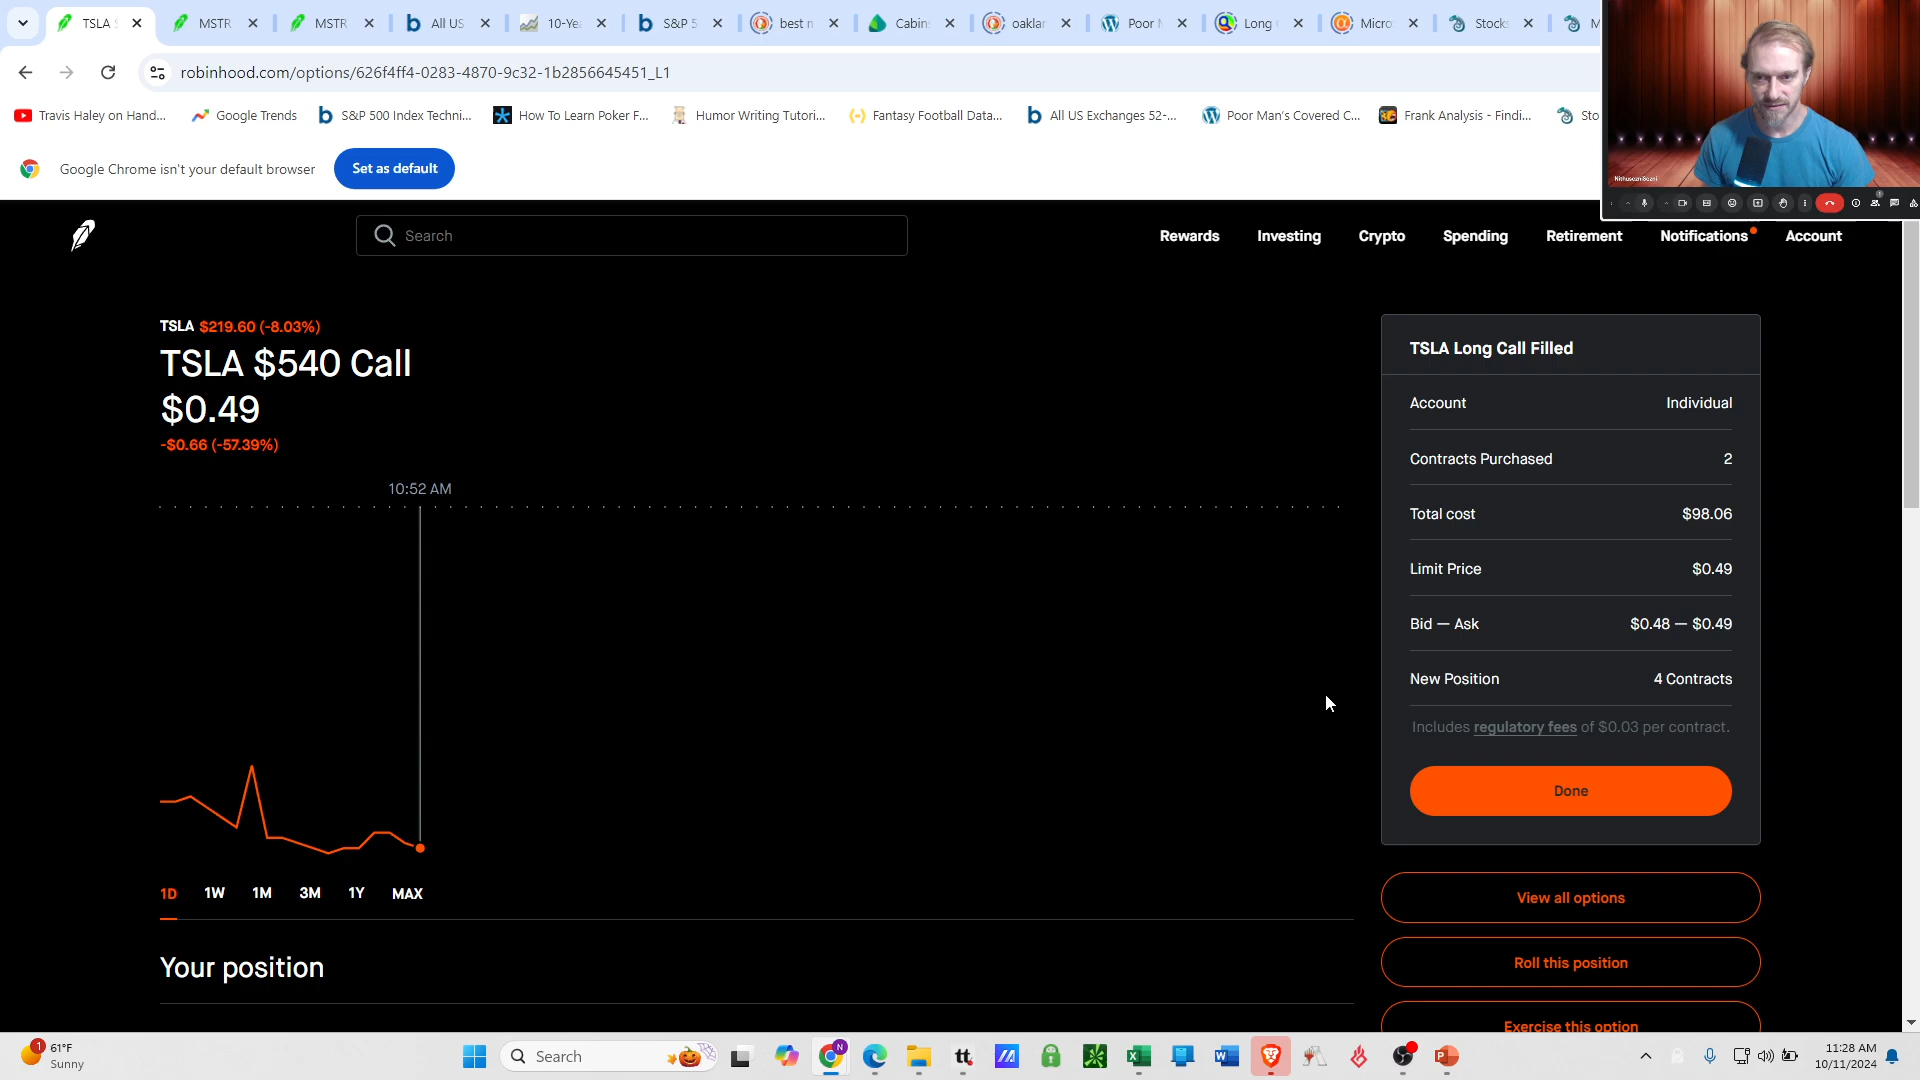 TSLA
MSTR
MSTR
All US
10-Ye
S&P 5
best n
Cabin
oaklar
Poor
Long
Micro
Stock
robinhood.com/options/626f4ff4-0283-4870-9c32-1b2856645451_L1
Travis Haley on Hand...
Google Trends
S&P 500 Index Techni...
How To Learn Poker F...
Humor Writing Tutori...
Fantasy Football Data...
All US Exchanges 52-...
Poor Man's Covered C...
Frank Analysis - Findi...
Sto
Google Chrome isn't your default browser
Set as default
Search
Rewards
Investing
Crypto
Spending
Retirement
Notifications
Account
TSLA $219.60 (-8.03%)
TSLA $540 Call
$0.49
-$0.66 (-57.39%)
10:52 AM
1D
1W
1M
3M
1Y
MAX
Your position
TSLA Long Call Filled
Account Individual
Contracts Purchased 2
Total cost $98.06
Limit Price $0.49
Bid — Ask $0.48 — $0.49
New Position 4 Contracts
Includes regulatory fees of $0.03 per contract.
Done
View all options
Roll this position
Exercise this option
1
61°F
Sunny
Search
N
tt
11:28 AM
10/11/2024